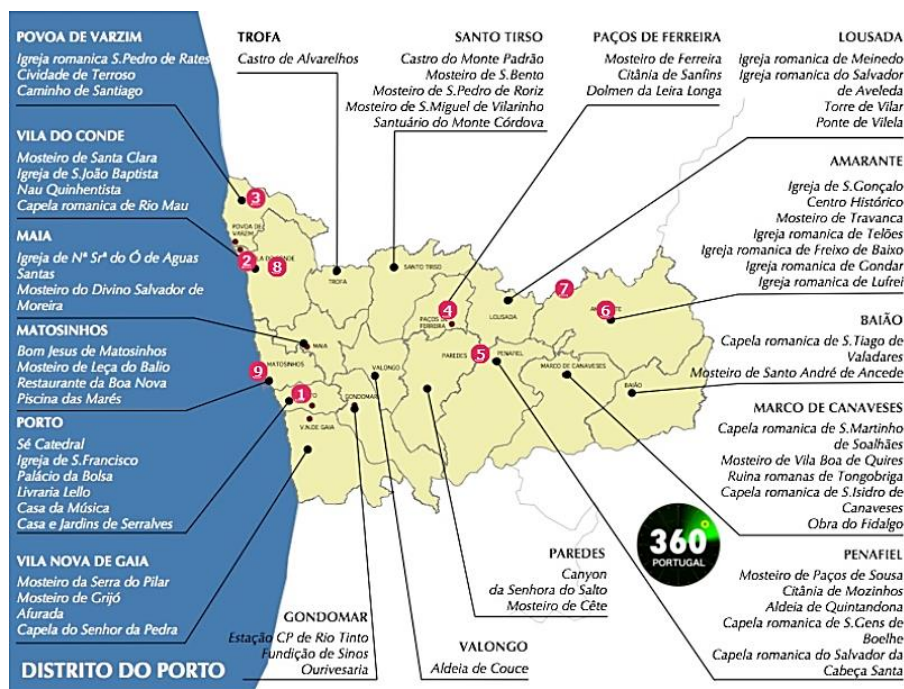 POVOA DE VARZIM
Igreja romanica S.Pedro de Rates
Cividade de Terroso
Caminho de Santiago
VILA DO CONDE
Mosteiro de Santa Clara
Igreja de S.João Baptista
Nau Quinhentista
Capela romanica de Rio Mau
MAIA
Igreja de Nª Srª do Ó de Aguas
Santas
Mosteiro do Divino Salvador de
Moreira
MATOSINHOS
Bom Jesus de Matosinhos
Mosteiro de Leça do Balio
Restaurante da Boa Nova
Piscina das Marés
PORTO
Sé Catedral
Igreja de S.Francisco
Palácio da Bolsa
Livraria Lello
Casa da Música
Casa e Jardins de Serralves
VILA NOVA DE GAIA
Mosteiro da Serra do Pilar
Mosteiro de Grijó
Afurada
Capela do Senhor da Pedra
DISTRITO DO PORTO
TROFA
Castro de Alvarelhos
SANTO TIRSO
Castro do Monte Padrão
Mosteiro de S.Bento
Mosteiro de S.Pedro de Roriz
Mosteiro de S.Miguel de Vilarinho
Santuário do Monte Córdova
PAÇOS DE FERREIRA
Mosteiro de Ferreira
Citânia de Sanfins
Dolmen da Leira Longa
LOUSADA
Igreja romanica de Meinedo
Igreja romanica do Salvador
de Aveleda
Torre de Vilar
Ponte de Vilela
AMARANTE
Igreja de S.Gonçalo
Centro Histórico
Mosteiro de Travanca
Igreja romanica de Telões
Igreja romanica de Freixo de Baixo
Igreja romanica de Gondar
Igreja romanica de Lufrei
BAIÃO
Capela romanica de S.Tiago de
Valadares
Mosteiro de Santo André de Ancede
MARCO DE CANAVESES
Capela romanica de S.Martinho
de Soalhães
Mosteiro de Vila Boa de Quires
Ruina romanas de Tongobriga
Capela romanica de S.Isidro de
Canaveses
Obra do Fidalgo
PENAFIEL
Mosteiro de Paços de Sousa
Citânia de Mozinhos
Aldeia de Quintandona
Capela romanica de S.Gens de
Boelhe
Capela romanica do Salvador da
Cabeça Santa
PAREDES
Canyon
da Senhora do Salto
Mosteiro de Cête
VALONGO
Aldeia de Couce
GONDOMAR
Estação CP de Rio Tinto
Fundição de Sinos
Ourivesaria
360
PORTUGAL
3
POVOA DE
VARZIM
2
8
TROFA
SANTO TIRSO
4
PAÇOS DE
FERREIRA
LOUSADA
7
6
MAIA
9
MATOSINHOS
1
VALONGO
PAREDES
5
PENAFIEL
MARCO DE CANAVESES
BAIÃO
GONDOMAR
V.N.DE GAIA